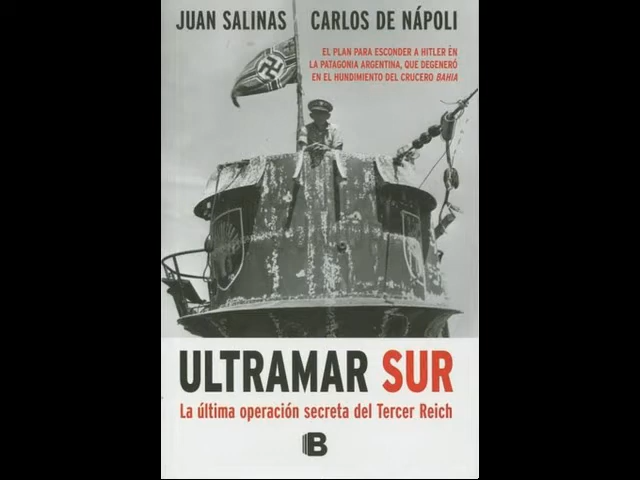 JUAN SALINAS CARLOS DE NÁPOLI
EL PLAN PARA ESCONDER A HITLER EN
LA PATAGONIA ARGENTINA, QUE DEGENERÓ
EN EL HUNDIMIENTO DEL CRUCERO BAHIA
ULTRAMAR SUR
La última operación secreta del Tercer Reich
B